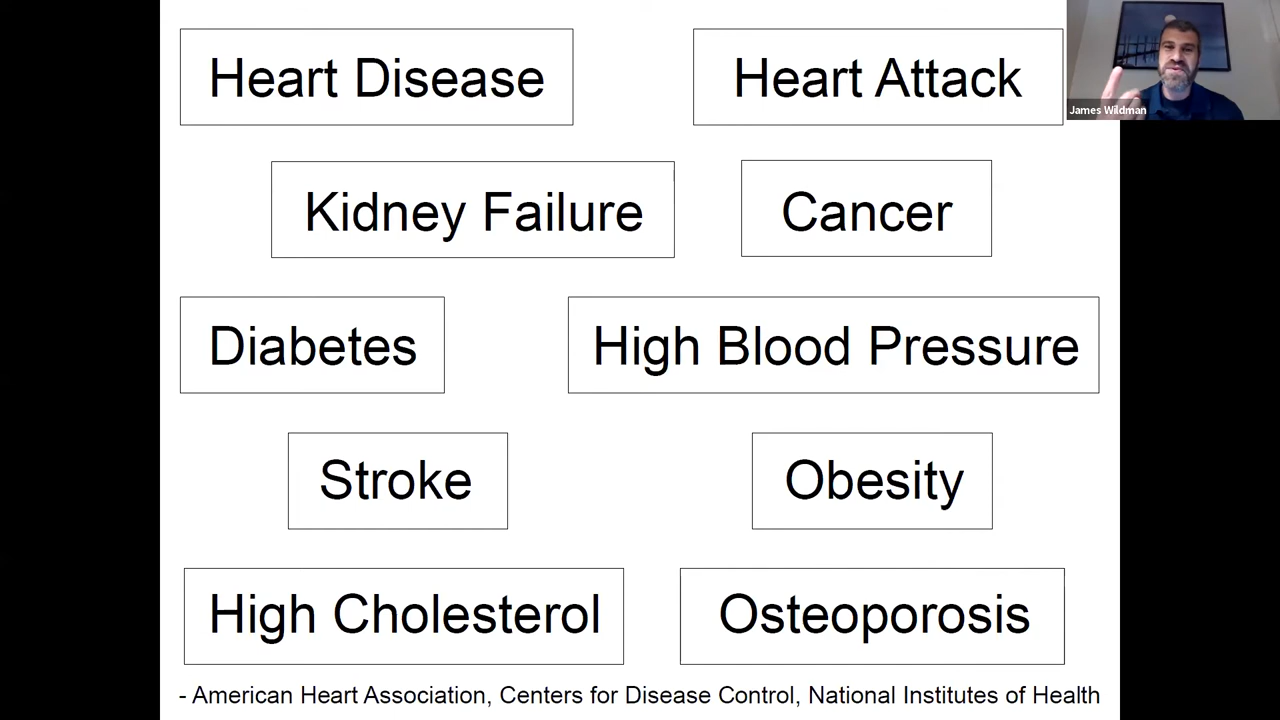 Heart Disease
Heart Attack
James Wildman
Kidney Failure
Cancer
Diabetes
High Blood Pressure
Stroke
Obesity
High Cholesterol
Osteoporosis
- American Heart Association, Centers for Disease Control, National Institutes of Health